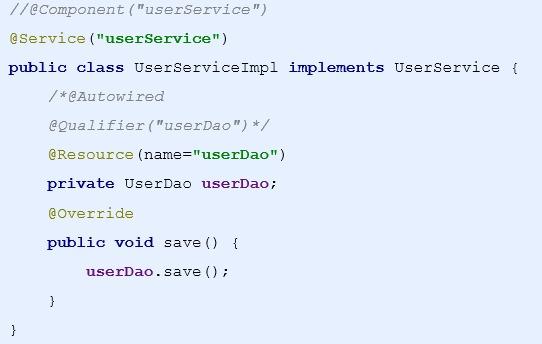 //@Component("userService")
@Service("userService")
public class UserServiceImpl implements UserService {
    /*@Autowired
    @Qualifier("userDao")*/
    @Resource(name="userDao")
    private UserDao userDao;
    @Override
    public void save() {
        userDao.save();
    }
}